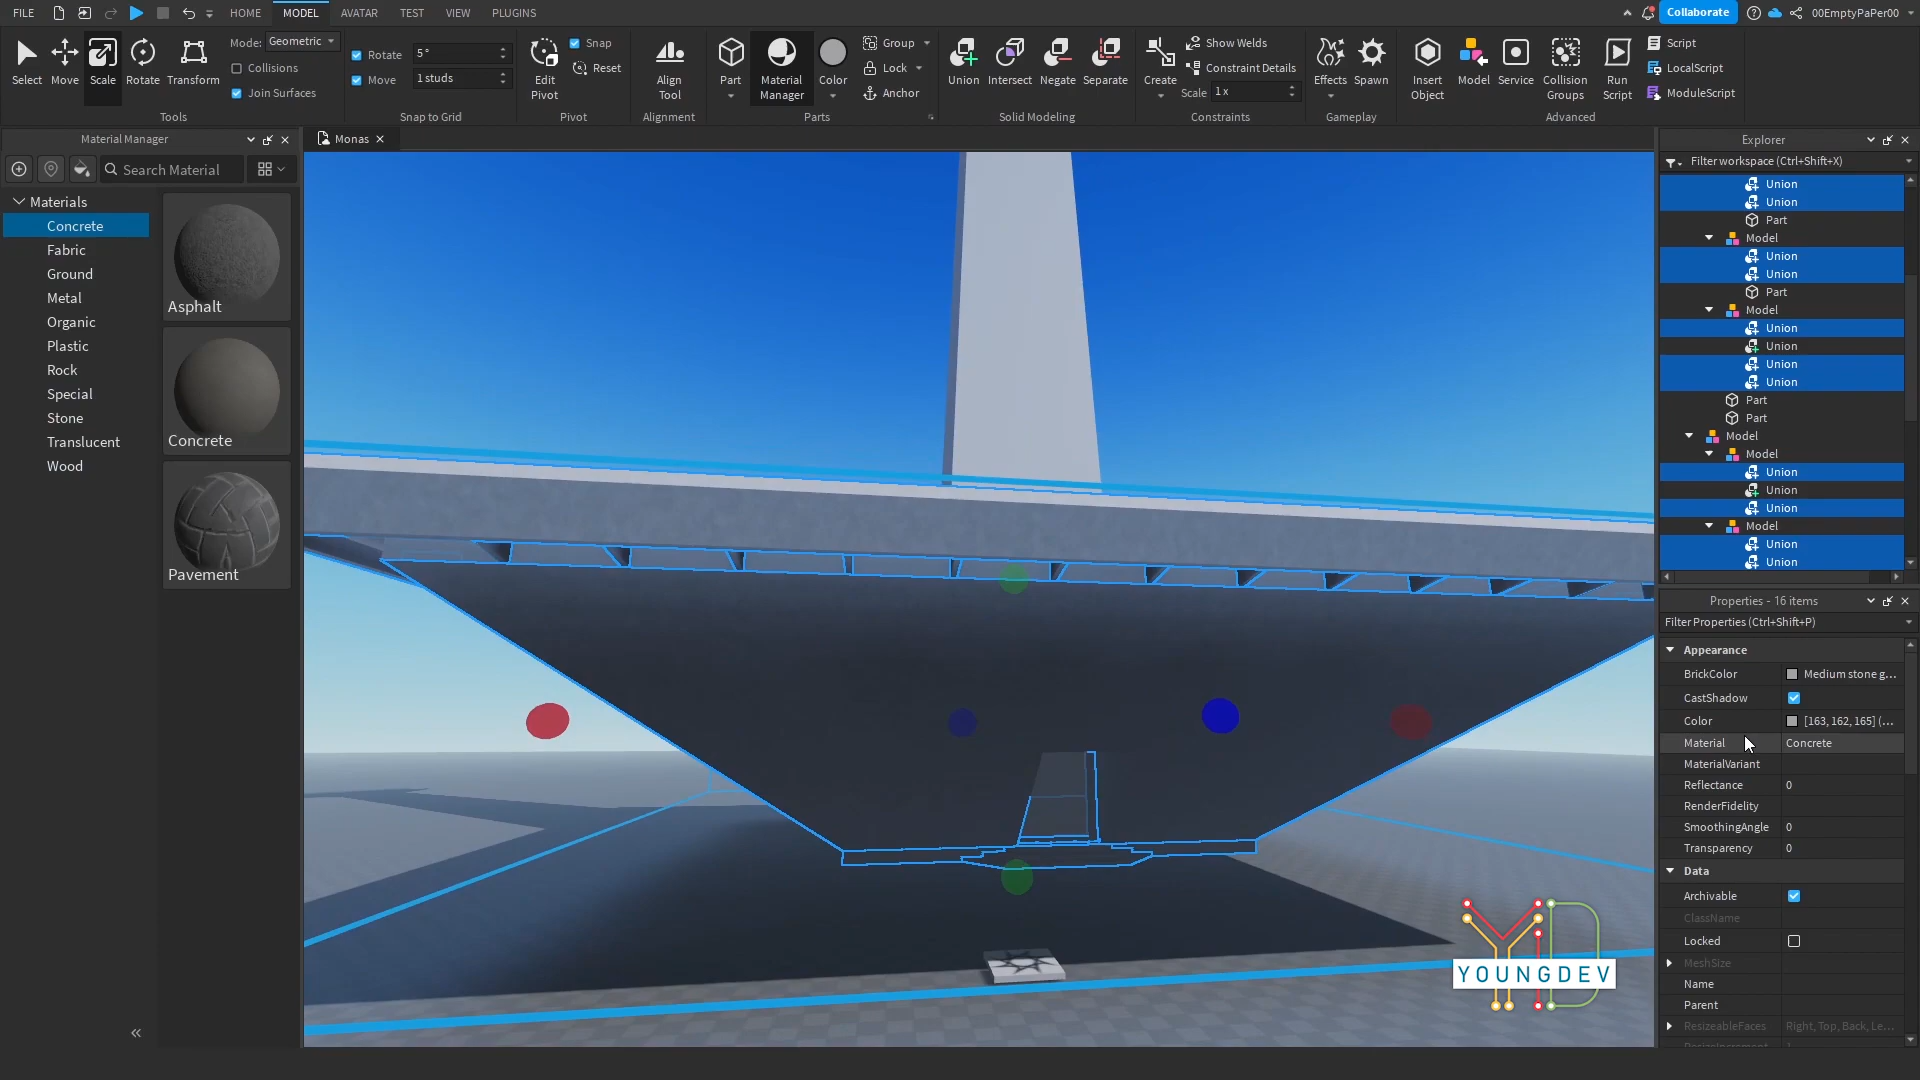 FILE
HOME
MODEL
AVATAR
TEST
VIEW
PLUGINS
Collaborate
00EmptyPaPer00
Select
Move
Scale
Rotate
Transform
Mode: Geometric
Collisions
Join Surfaces
Tools
Rotate 5 °
Move 1 studs
Snap to Grid
Edit
Pivot
Snap
Reset
Pivot
Align
Tool
Alignment
Part
Material
Manager
Color
Group
Lock
Anchor
Parts
Union
Intersect
Negate
Separate
Solid Modeling
Create
Show Welds
Constraint Details
Scale 1 x
Constraints
Effects
Spawn
Gameplay
Insert
Object
Model
Service
Collision
Groups
Run
Script
Script
LocalScript
ModuleScript
Advanced
Material Manager
Search Material
Materials
Concrete
Fabric
Ground
Metal
Organic
Plastic
Rock
Special
Stone
Translucent
Wood
Asphalt
Concrete
Pavement
Monas
YOUNGDEV
Explorer
Filter workspace (Ctrl+Shift+X)
Union
Union
Part
Model
Union
Union
Part
Model
Union
Union
Union
Union
Part
Part
Model
Model
Union
Union
Union
Model
Union
Union
Properties - 16 items
Filter Properties (Ctrl+Shift+P)
Appearance
BrickColor Medium stone g...
CastShadow
Color [163, 162, 165] (...
Material Concrete
MaterialVariant
Reflectance 0
RenderFidelity
SmoothingAngle 0
Transparency 0
Data
Archivable
ClassName
Locked
MeshSize
Name
Parent
ResizeableFaces Right, Top, Back, Le...